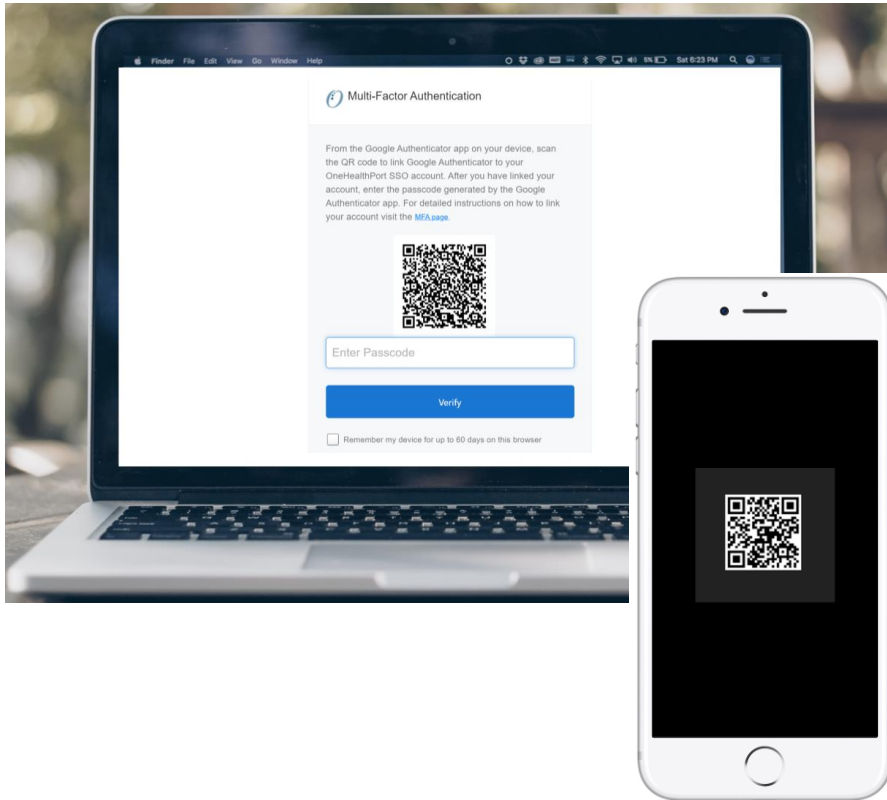 Finder File Edit View Go Window Help 5% Sat 6:23 PM
Multi-Factor Authentication
From the Google Authenticator app on your device, scan
the QR code to link Google Authenticator to your
OneHealthPort SSO account. After you have linked your
account, enter the passcode generated by the Google
Authenticator app. For detailed instructions on how to link
your account visit the MFA page.
Enter Passcode
Verify
Remember my device for up to 60 days on this browser